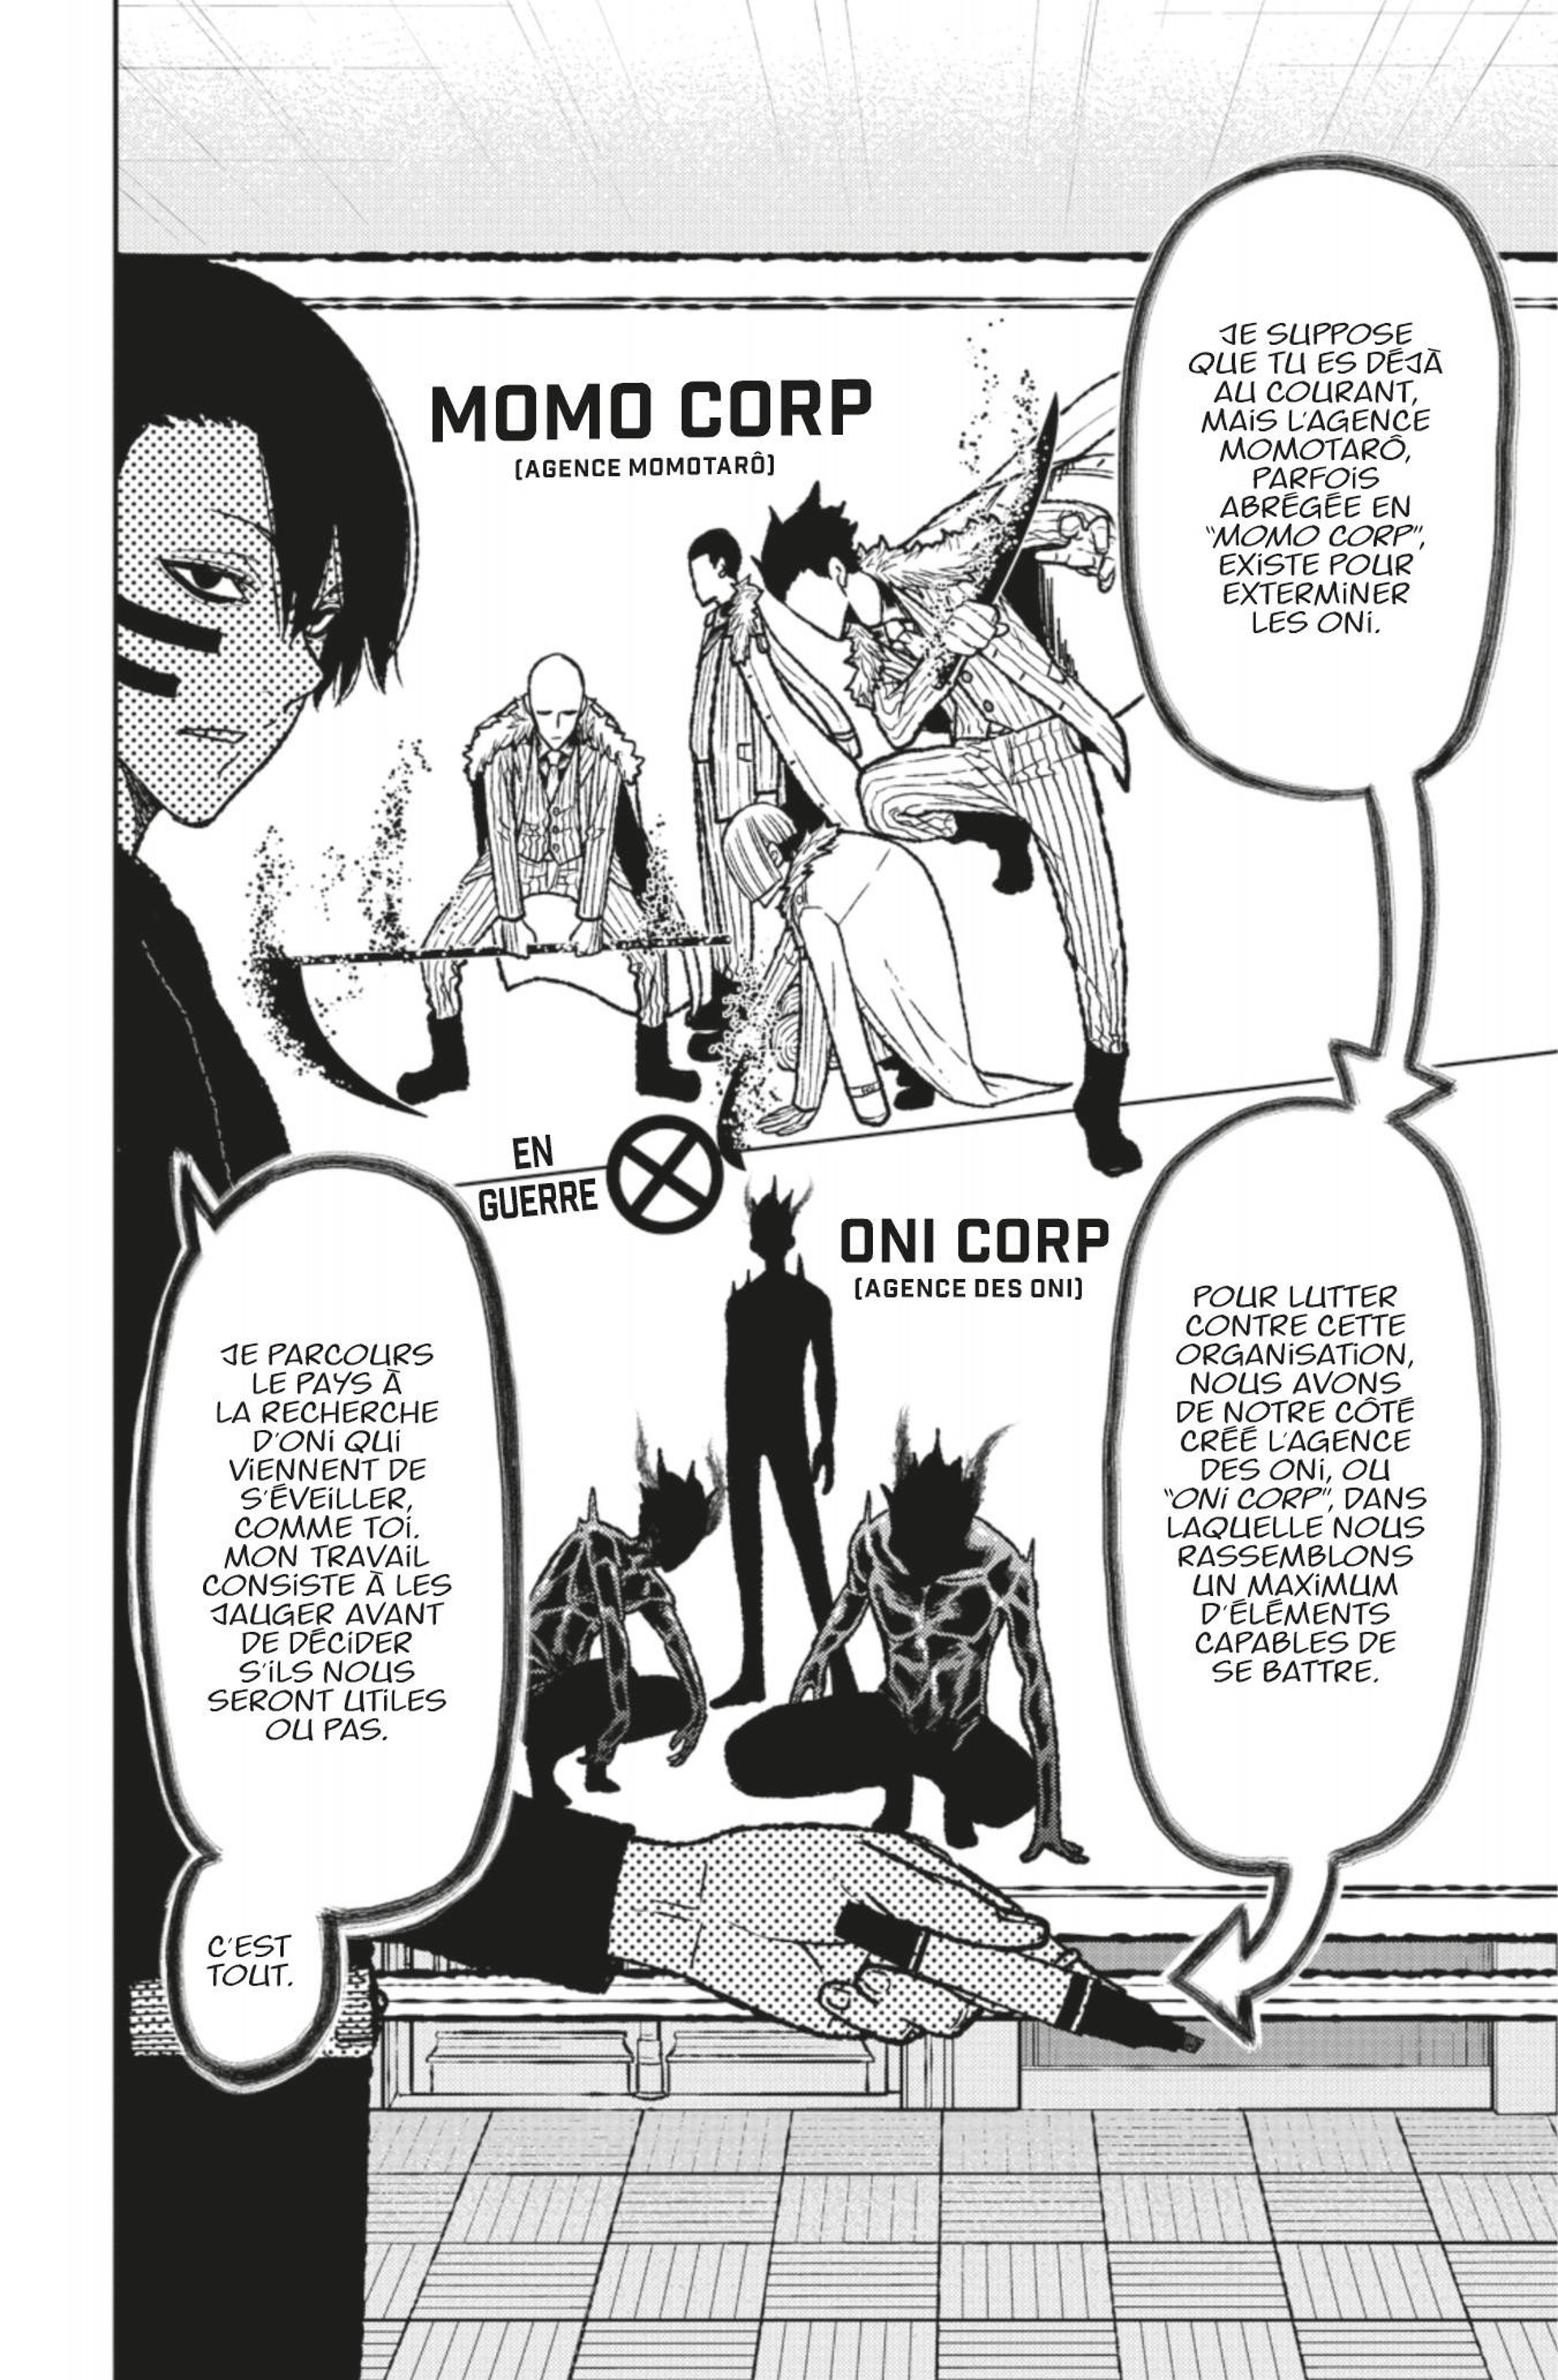 JE SUPPOSE
QUE TU ES DÉJÀ
AU COURANT,
MAIS L'AGENCE
MOMOTARÔ,
PARFOIS
ABRÉGÉE EN
"MOMO CORP",
EXISTE POUR
EXTERMINER
LES ONI.
MOMO CORP
(AGENCE MOMOTARÔ)
EN
GUERRE
ONI CORP
(AGENCE DES ONI)
POUR LUTTER
CONTRE CETTE
ORGANISATION,
NOUS AVONS
DE NOTRE CÔTÉ
CRÉÉ L'AGENCE
DES ONI, OU
"ONI CORP", DANS
LAQUELLE NOUS
RASSEMBLONS
UN MAXIMUM
D'ÉLÉMENTS
CAPABLES DE
SE BATTRE.
JE PARCOURS
LE PAYS À
LA RECHERCHE
D'ONI QUI
VIENNENT DE
S'ÉVEILLER,
COMME TOI.
MON TRAVAIL
CONSISTE À LES
JAUGER AVANT
DE DÉCIDER
S'ILS NOUS
SERONT UTILES
OU PAS.
C'EST
TOUT.